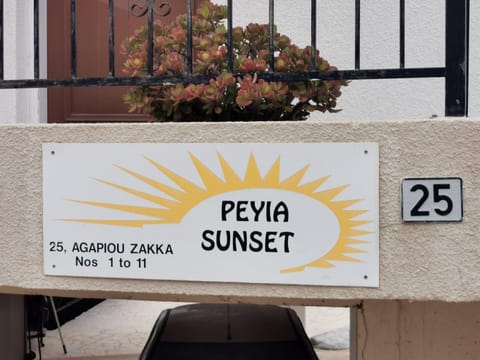 PEYIA
SUNSET
25, AGAPIOU ZAKKA
Nos 1 to 11
25